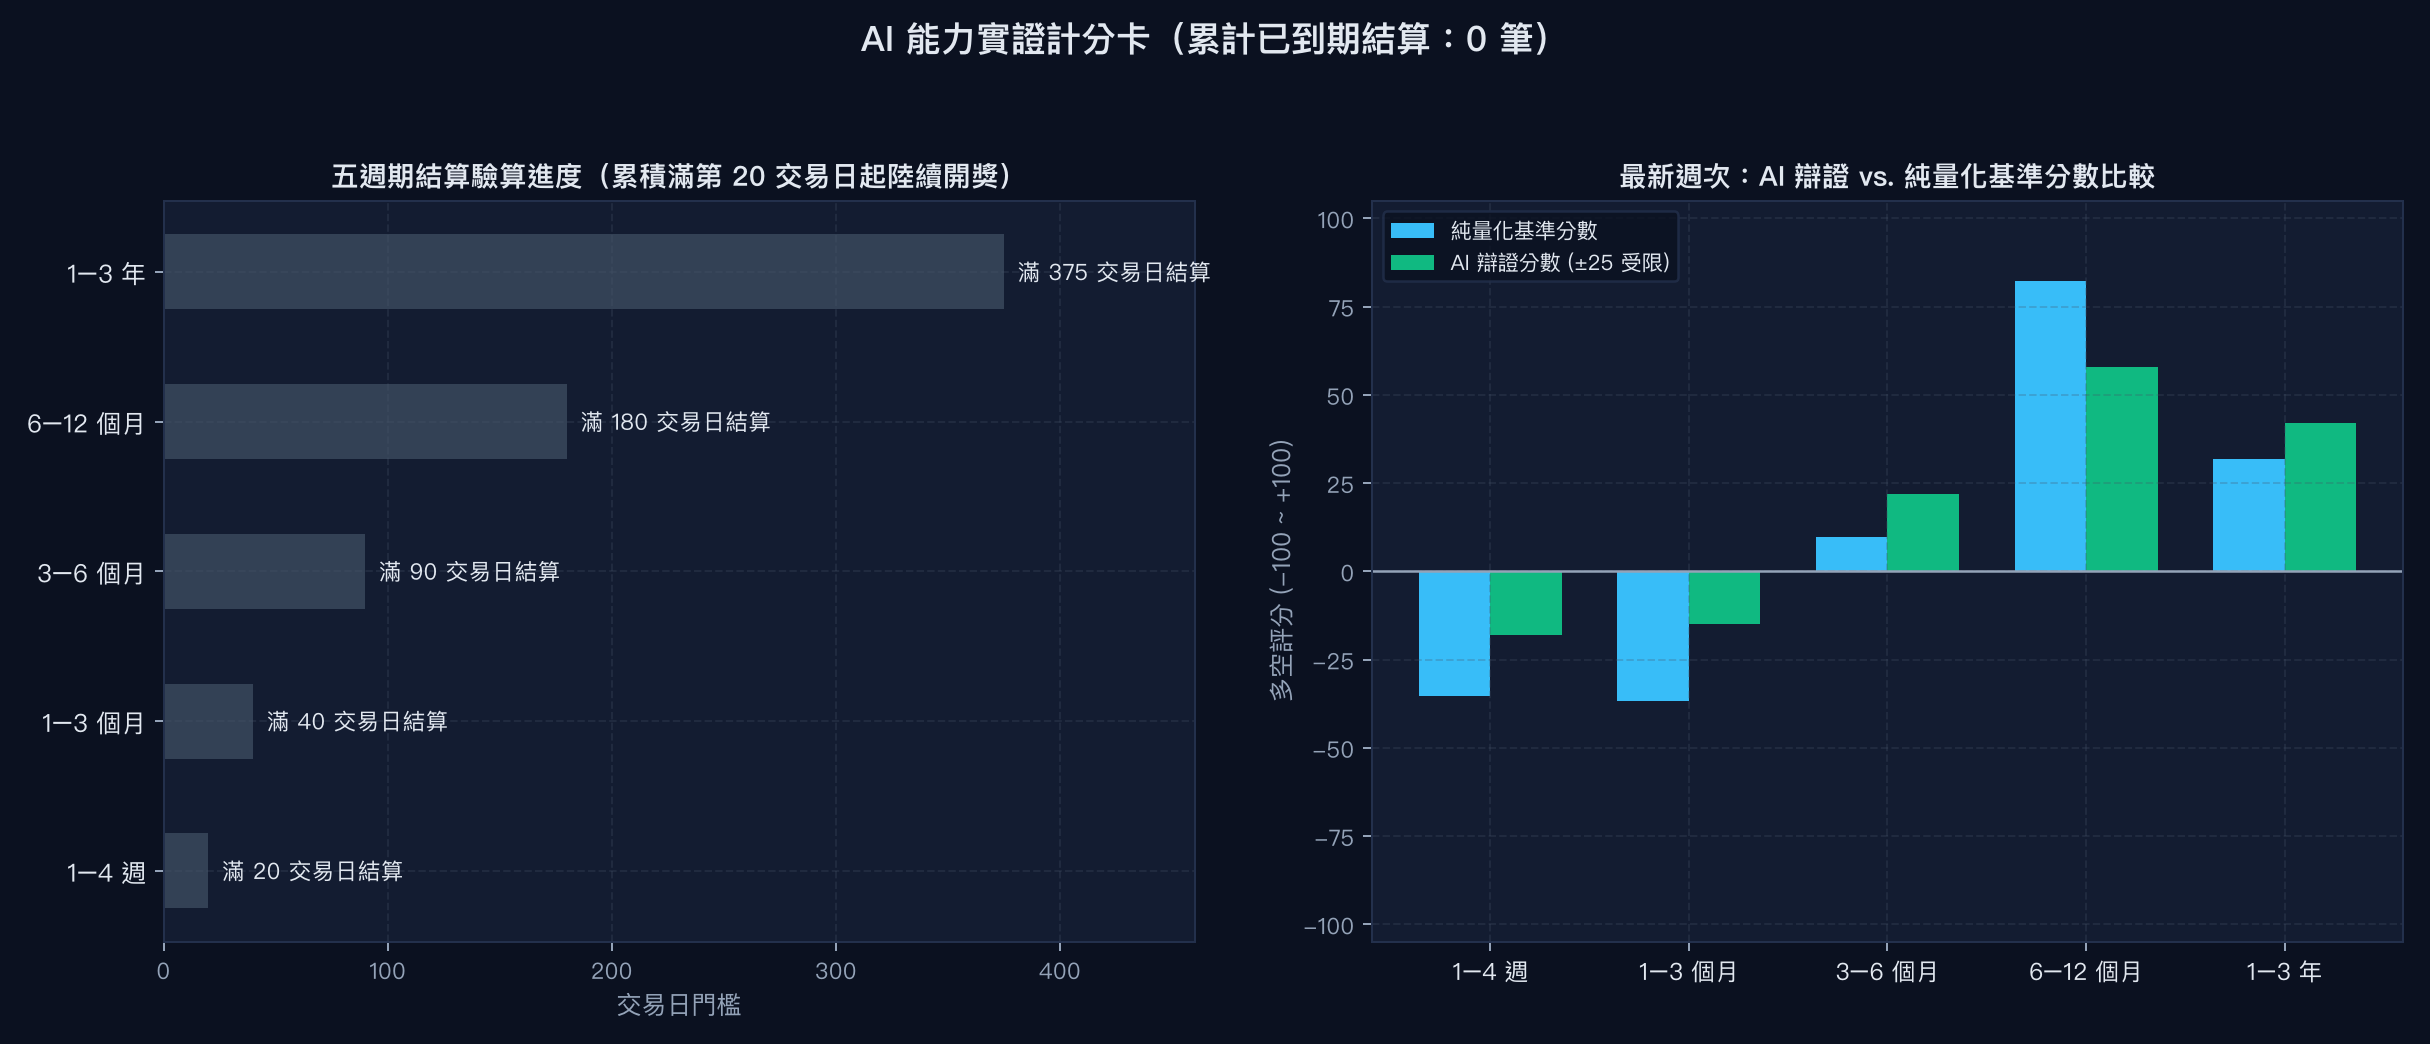 AI 能力實證計分卡（累計已到期結算：0 筆）
五週期結算驗算進度（累積滿第 20 交易日起陸續開獎）
1–3 年
滿 375 交易日結算
6–12 個月
滿 180 交易日結算
3–6 個月
滿 90 交易日結算
1–3 個月
滿 40 交易日結算
1–4 週
滿 20 交易日結算
0
100
200
300
400
交易日門檻
最新週次：AI 辯證 vs. 純量化基準分數比較
純量化基準分數
AI 辯證分數 (±25 受限)
多空評分 (−100 ~ +100)
100
75
50
25
0
−25
−50
−75
−100
1–4 週
1–3 個月
3–6 個月
6–12 個月
1–3 年